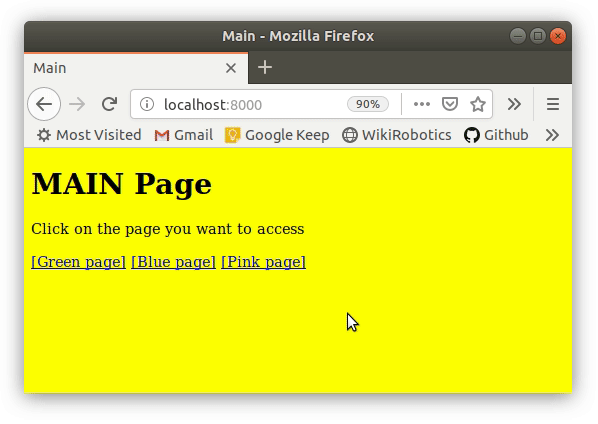 Main - Mozilla Firefox
Main
localhost:8000 90%
Most Visited Gmail Google Keep WikiRobotics Github
MAIN Page
Click on the page you want to access
[Green page] [Blue page] [Pink page]